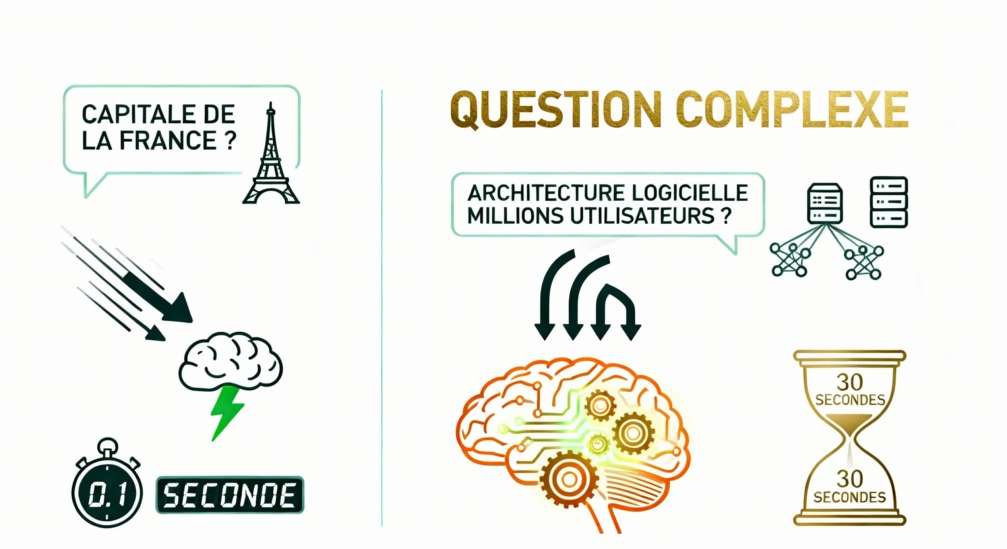 CAPITALE DE
LA FRANCE ?
0.1
SECONDE
QUESTION COMPLEXE
ARCHITECTURE LOGICIELLE
MILLIONS UTILISATEURS ?
30
SECONDES
30
SECONDES